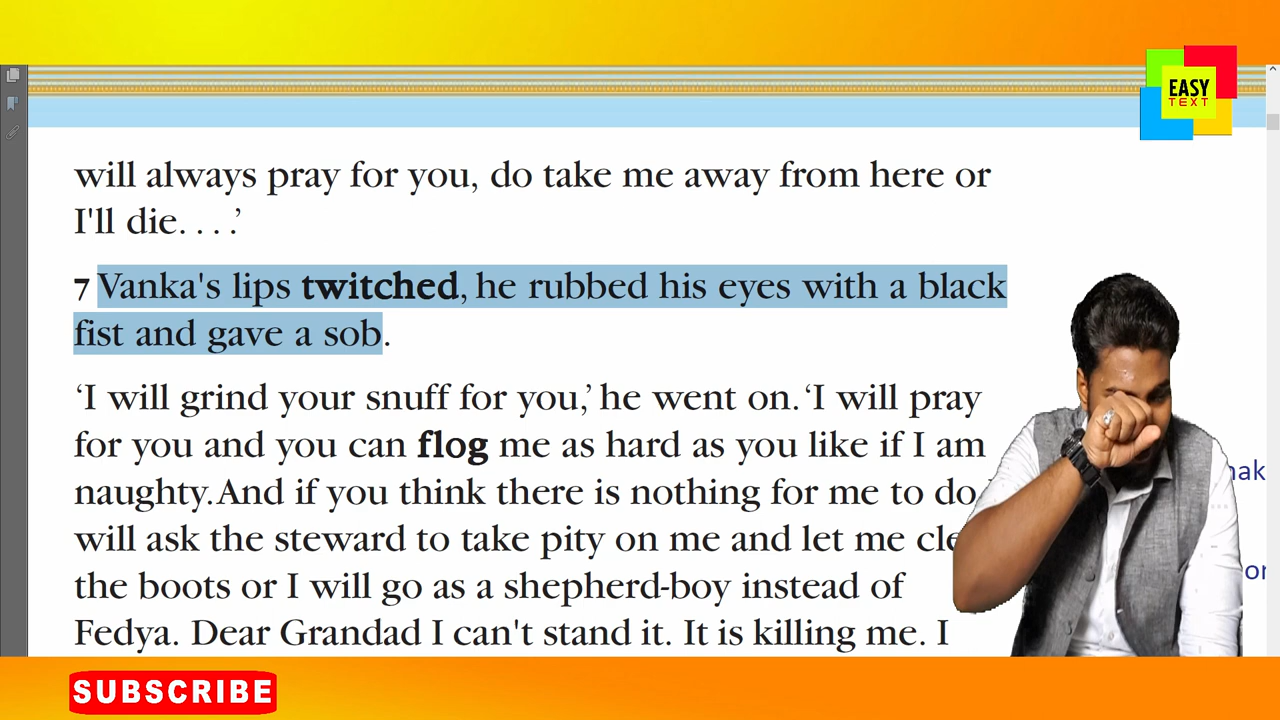 EASY
TEXT
will always pray for you, do take me away from here or
I'll die. . . .’
7 Vanka's lips twitched, he rubbed his eyes with a black
fist and gave a sob.
‘I will grind your snuff for you,’ he went on. ‘I will pray
for you and you can flog me as hard as you like if I am
naughty. And if you think there is nothing for me to do
will ask the steward to take pity on me and let me
the boots or I will go as a shepherd-boy instead of
Fedya. Dear Grandad I can't stand it. It is killing me. I
SUBSCRIBE